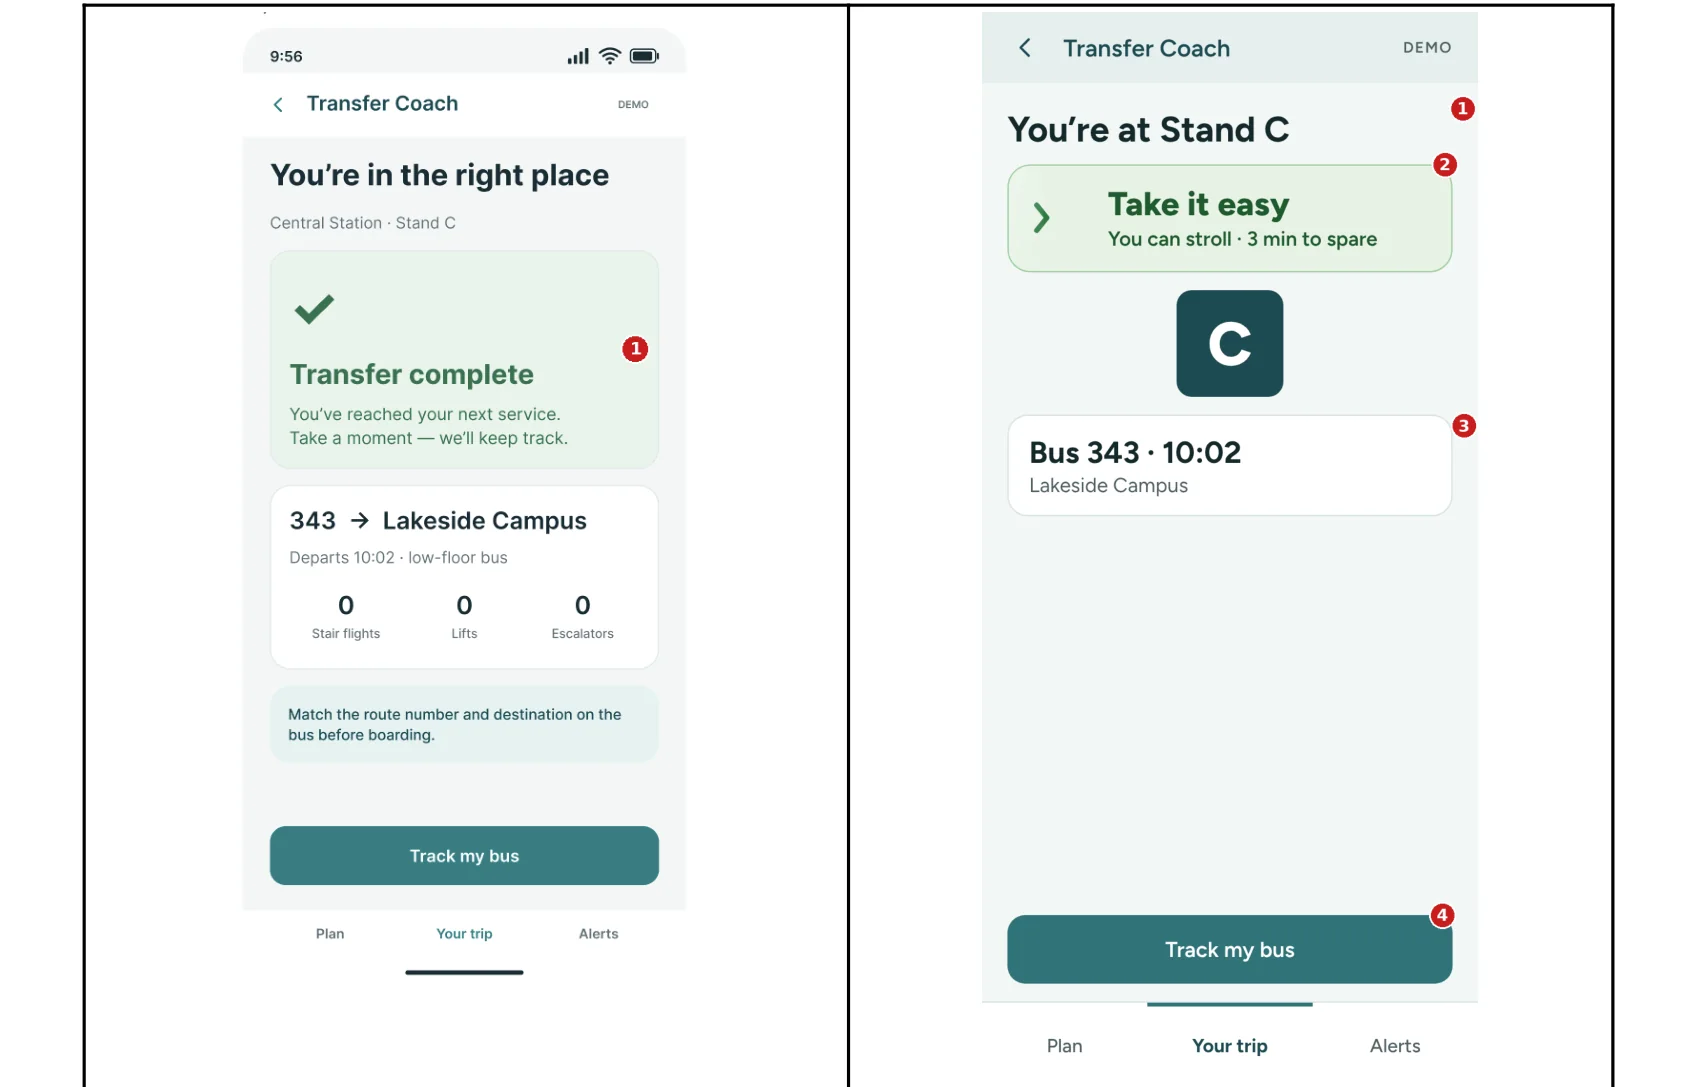 9:56
Transfer Coach
DEMO
You’re in the right place
Central Station · Stand C
Transfer complete
1
You’ve reached your next service.
Take a moment — we’ll keep track.
343 → Lakeside Campus
Departs 10:02 · low-floor bus
0 0 0
Stair flights Lifts Escalators
Match the route number and destination on the
bus before boarding.
Track my bus
Plan Your trip Alerts
Transfer Coach
DEMO
1
You’re at Stand C
2
Take it easy
You can stroll · 3 min to spare
C
3
Bus 343 · 10:02
Lakeside Campus
4
Track my bus
Plan Your trip Alerts